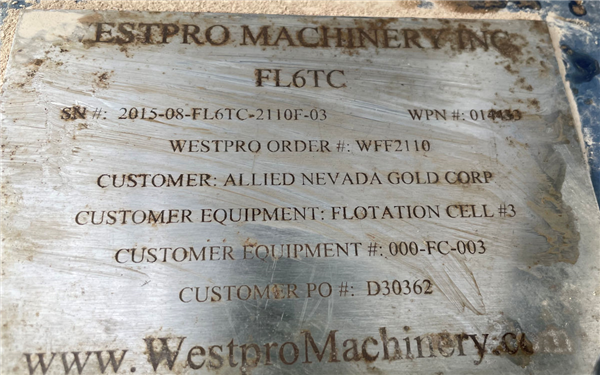 ESTPRO MACHINERY INC
FL6TC
SN #: 2015-08-FL6TC-2110F-03 WPN #:
WESTPRO ORDER #: WFF2110
CUSTOMER: ALLIED NEVADA GOLD CORP
CUSTOMER EQUIPMENT: FLOTATION CELL #3
CUSTOMER EQUIPMENT #: 000-FC-003
CUSTOMER PO #: D30362
www.WestproMachinery.com